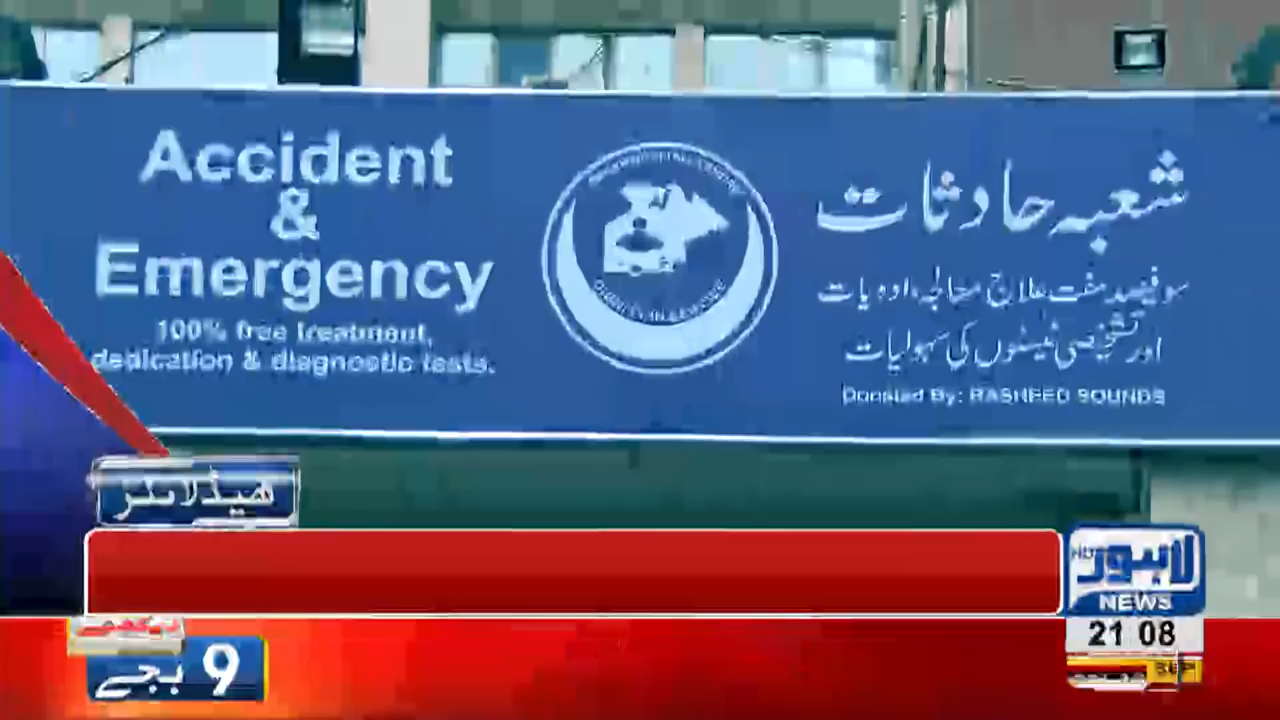 Accident
&
Emergency
100% free treatment,
dedication & diagnostic tests.
شعبہ حادثات
سو فیصد مفت علاج معالجہ، ادویات
اور تشخیصی ٹیسٹوں کی سہولیات
Donated By: RASHEED SOUNDS
ہیڈلائنز
لاہور
NEWS
21 08
9 بجے